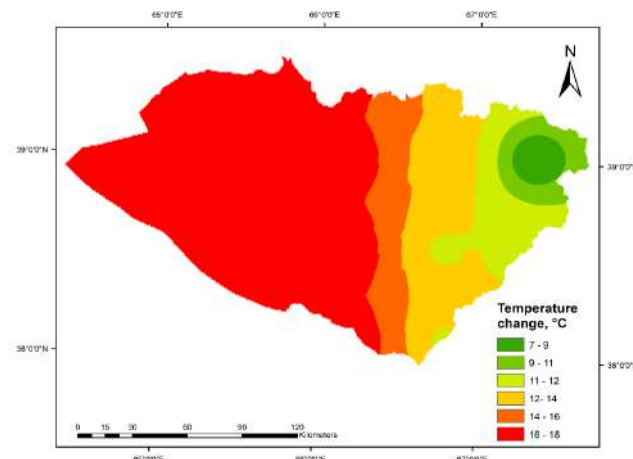 65°0'0"E 66°0'0"E 67°0'0"E
N
39°0'0"N 39°0'0"N
38°0'0"N 38°0'0"N
Temperature
change, °C
7 - 9
9 - 11
11 - 12
12 - 14
14 - 16
16 - 18
0 15 30 60 90 120
Kilometers